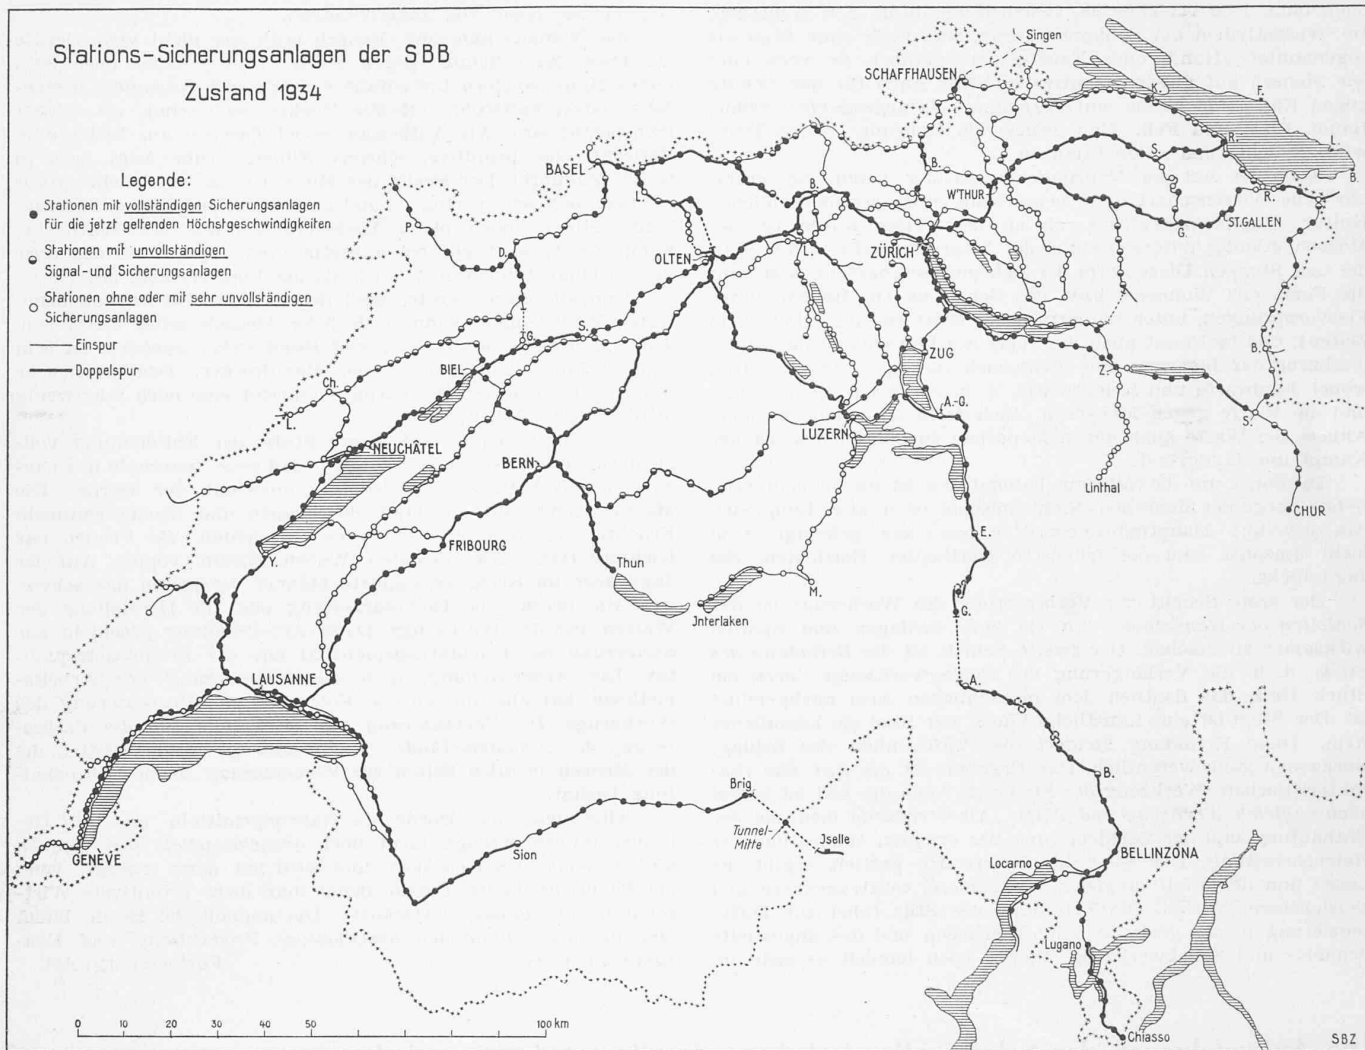 Stations-Sicherungsanlagen der SBB
Zustand 1934
Legende:
Stationen mit vollständigen Sicherungsanlagen
Für die jetzt geltenden Höchstgeschwindigkeiten
Stationen mit unvollständigen
Signal- und Sicherungsanlagen
Stationen ohne oder mit sehr unvollständigen
Sicherungsanlagen
Einspur
Doppelspur
Singen
SCHAFFHAUSEN
K.
R.
S.
B.
BASEL
L.
B.
W'THUR
R.
P.
G.
ST.GALLEN
D.
OLTEN
L.
ZÜRICH
S.
G.
BIEL
ZUG
Z.
Ch.
L.
A.-G.
S.
NEUCHÂTEL
LUZERN
BERN
Linthal
CHUR
FRIBOURG
E.
Y.
Thun
M.
Jnterlaken
G.
LAUSANNE
A.
B.
Brig
Tunnel-
Mitte
Jselle
Sion
GENÈVE
Locarno
BELLINZONA
Lugano
Chiasso
0 10 20 30 40 50 100 km
SBZ